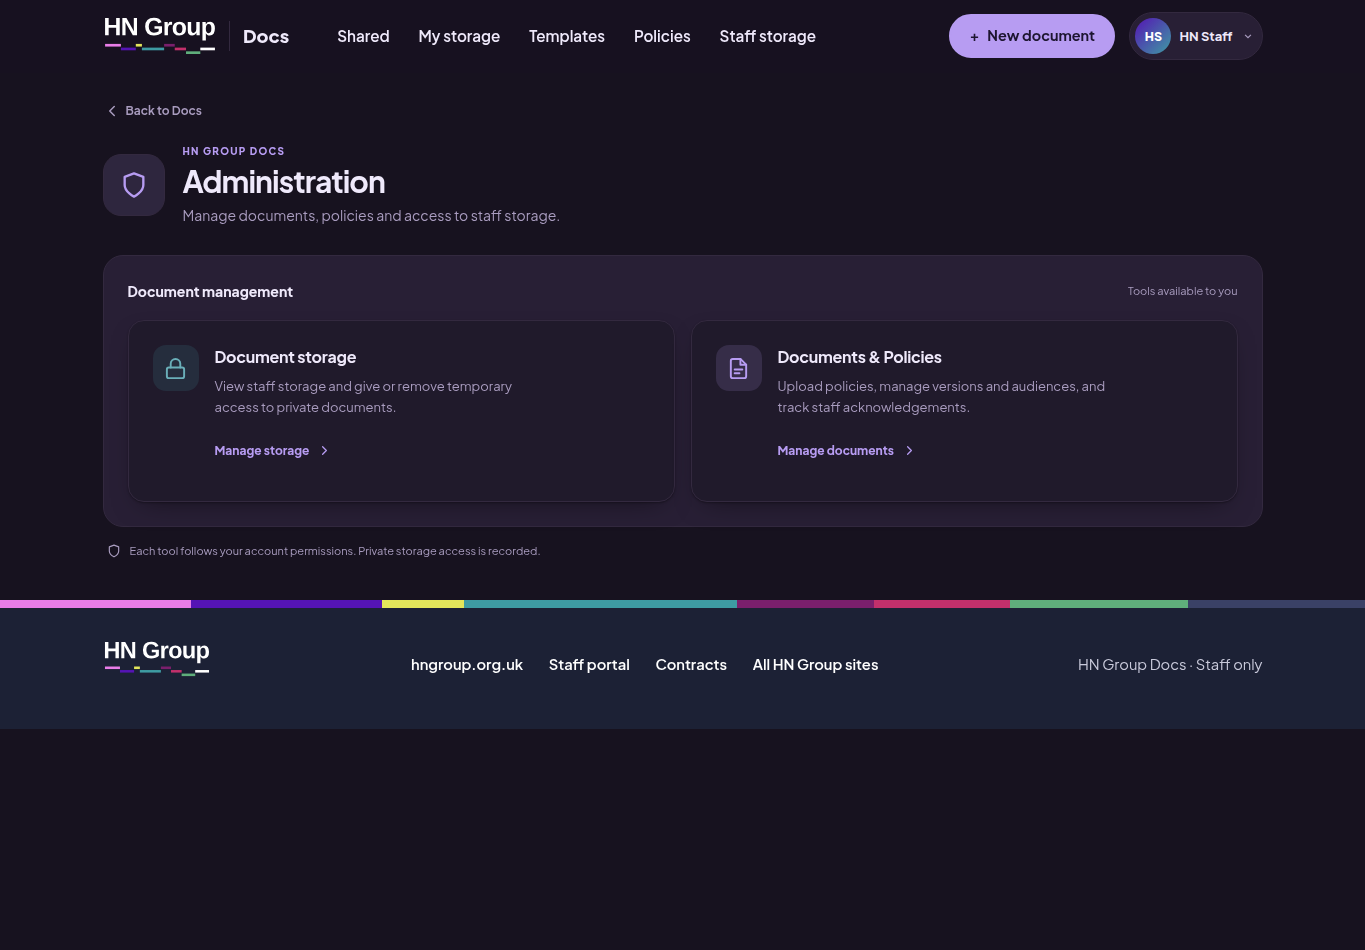 HN Group
Docs
Shared
My storage
Templates
Policies
Staff storage
+ New document
HS
HN Staff
Back to Docs
HN GROUP DOCS
Administration
Manage documents, policies and access to staff storage.
Document management
Tools available to you
Document storage
View staff storage and give or remove temporary
access to private documents.
Manage storage
Documents & Policies
Upload policies, manage versions and audiences, and
track staff acknowledgements.
Manage documents
Each tool follows your account permissions. Private storage access is recorded.
HN Group
hngroup.org.uk
Staff portal
Contracts
All HN Group sites
HN Group Docs · Staff only